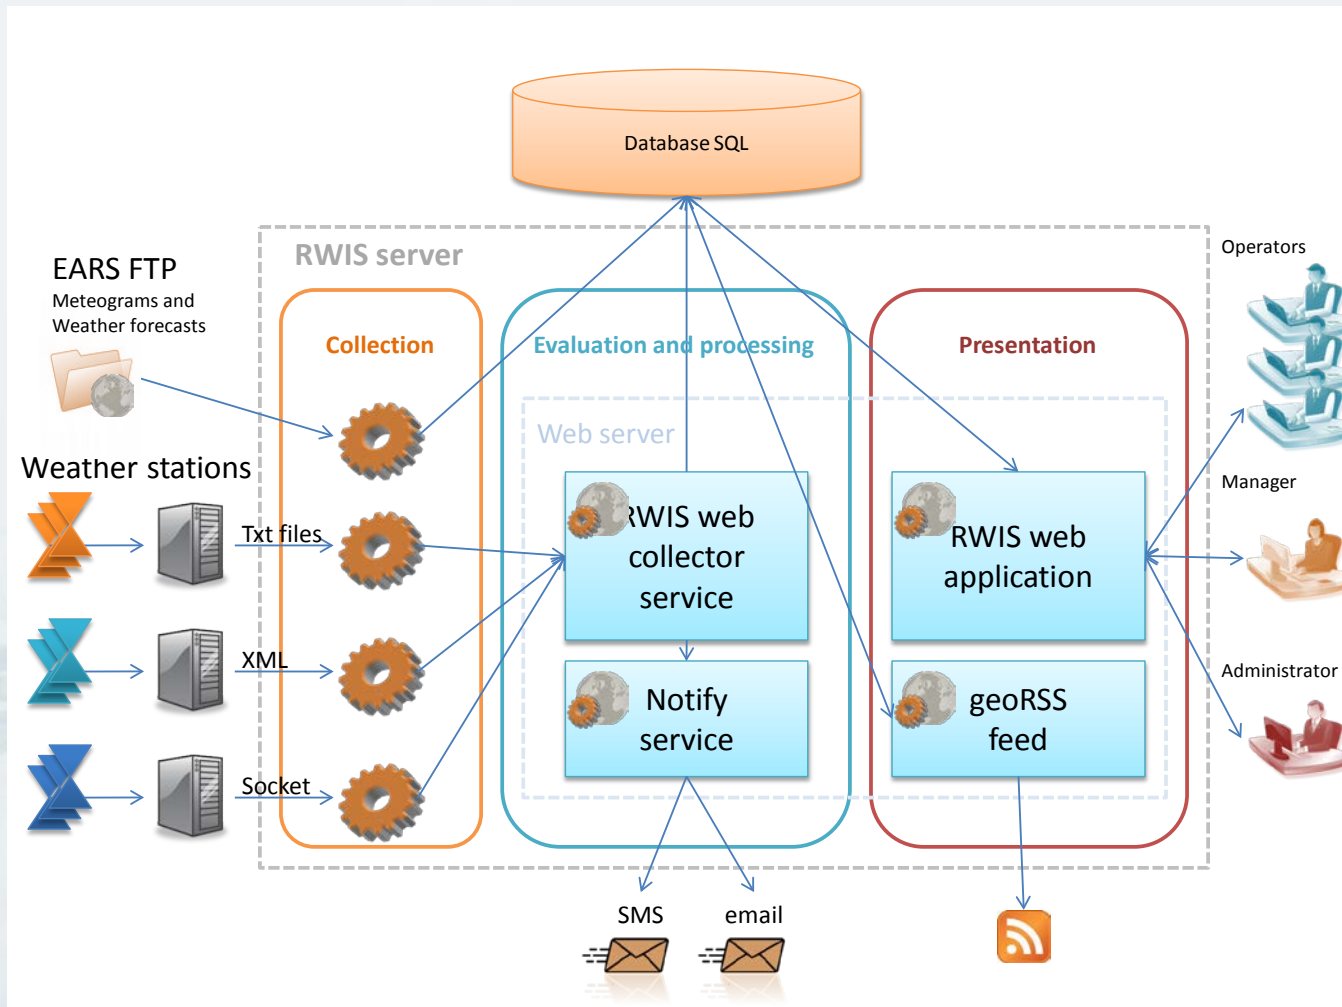 Database SQL
RWIS server
EARS FTP
Meteograms and
Weather forecasts
Collection
Evaluation and processing
Presentation
Operators
Web server
Weather stations
Manager
Txt files
RWIS web
collector
service
RWIS web
application
XML
Administrator
Notify
service
geoRSS
feed
Socket
SMS
email